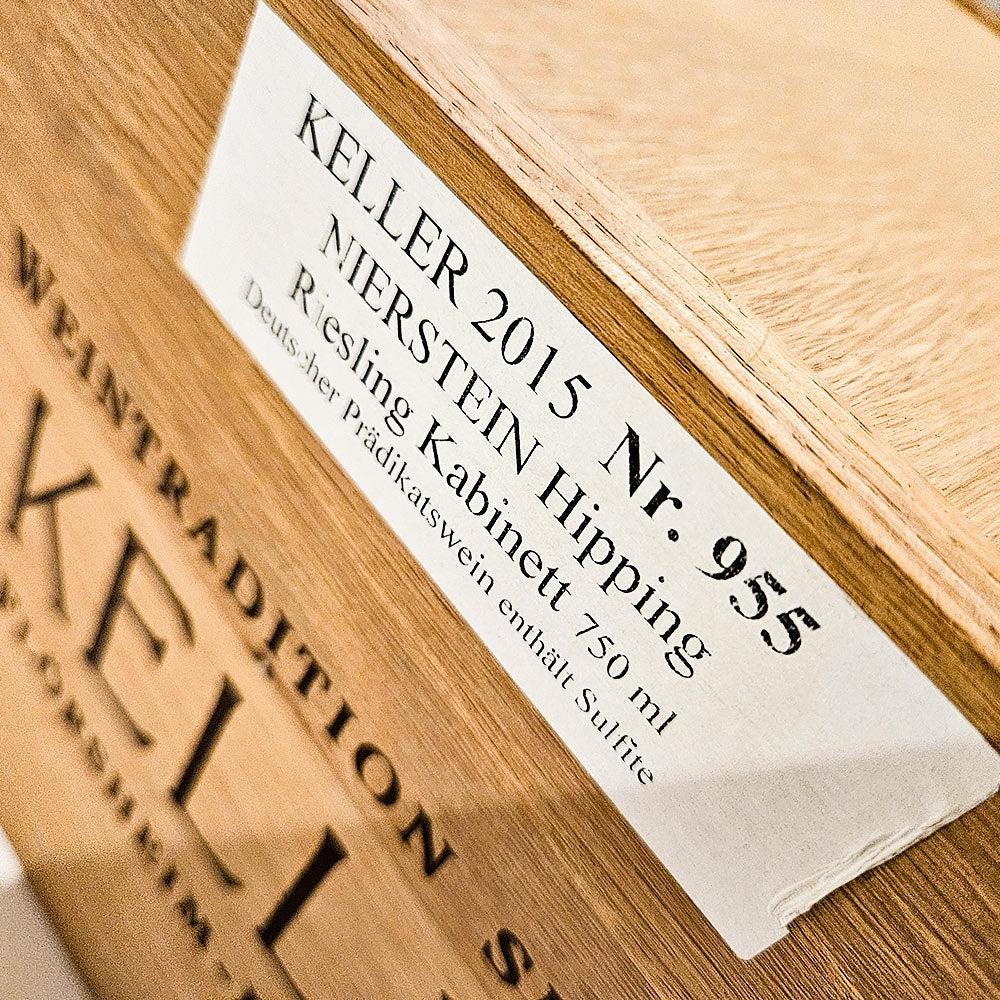 KELLER 2015 Nr. 955
NIERSTEIN Hipping
Riesling Kabinett 750 ml
Deutscher Prädikatswein enthält Sulfite
WEINTRADITION